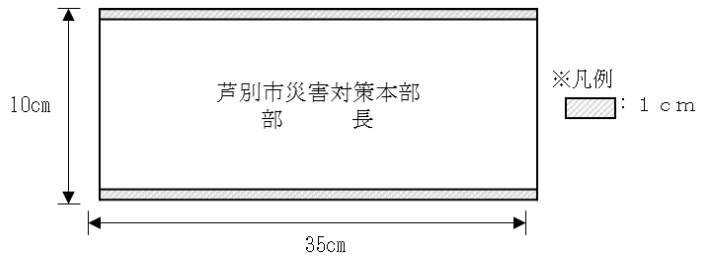 芦別市災害対策本部
部　　　長
10cm
※凡例
：１ｃｍ
35cm